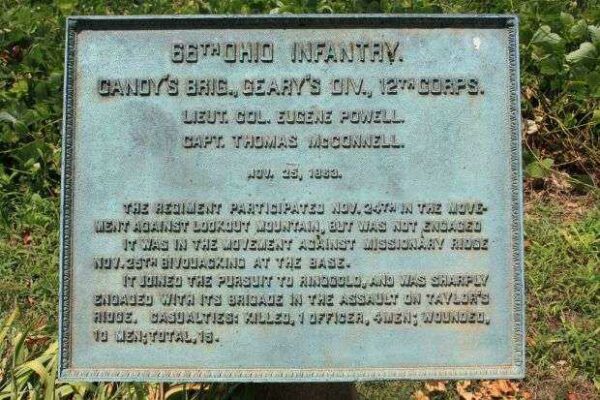 66TH OHIO INFANTRY.
CANDY'S BRIG., GEARY'S DIV., 12TH CORPS.
LIEUT. COL. EUGENE POWELL.
CAPT. THOMAS McCONNELL.
NOV. 25, 1863.
THE REGIMENT PARTICIPATED NOV. 24TH IN THE MOVE-
MENT AGAINST LOOKOUT MOUNTAIN, BUT WAS NOT ENGAGED
IT WAS IN THE MOVEMENT AGAINST MISSIONARY RIDGE
NOV. 25TH BIVOUACKING AT THE BASE.
IT JOINED THE PURSUIT TO RINGGOLD, AND WAS SHARPLY
ENGAGED WITH ITS BRIGADE IN THE ASSAULT ON TAYLOR'S
RIDGE. CASUALTIES: KILLED, 1 OFFICER, 4 MEN; WOUNDED,
10 MEN; TOTAL, 15.